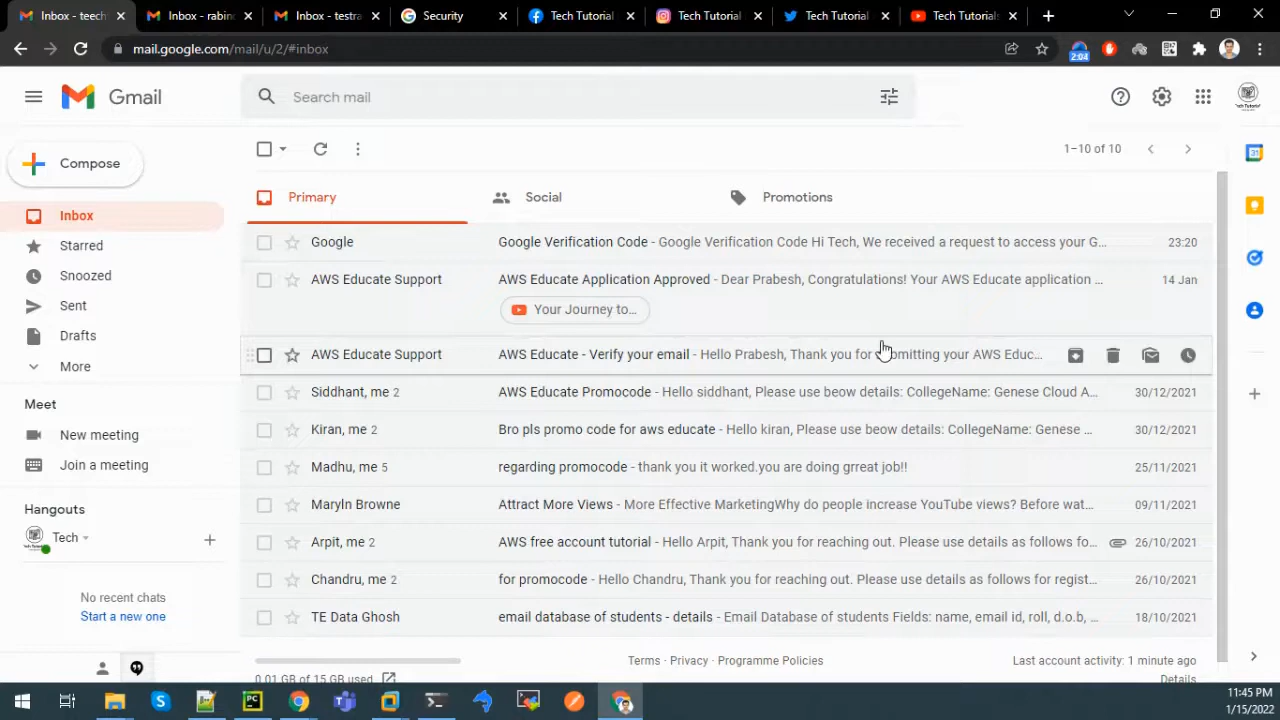 Inbox - tech
Inbox - rabin
Inbox - testra
Security
Tech Tutorial
Tech Tutorial
Tech Tutorial
Tech Tutorials
mail.google.com/mail/u/2/#inbox
2:04
Gmail
Search mail
Tech Tutorial
Compose
1–10 of 10
Inbox
Starred
Snoozed
Sent
Drafts
More
Meet
New meeting
Join a meeting
Hangouts
Tech
No recent chats
Start a new one
Primary
Social
Promotions
Google Google Verification Code - Google Verification Code Hi Tech, We received a request to access your G... 23:20
AWS Educate Support AWS Educate Application Approved - Dear Prabesh, Congratulations! Your AWS Educate application ... 14 Jan
Your Journey to...
AWS Educate Support AWS Educate - Verify your email - Hello Prabesh, Thank you for submitting your AWS Educ...
Siddhant, me 2 AWS Educate Promocode - Hello siddhant, Please use beow details: CollegeName: Genese Cloud A... 30/12/2021
Kiran, me 2 Bro pls promo code for aws educate - Hello kiran, Please use beow details: CollegeName: Genese ... 30/12/2021
Madhu, me 5 regarding promocode - thank you it worked.you are doing grreat job!! 25/11/2021
Maryln Browne Attract More Views - More Effective MarketingWhy do people increase YouTube views? Before wat... 09/11/2021
Arpit, me 2 AWS free account tutorial - Hello Arpit, Thank you for reaching out. Please use details as follows fo... 26/10/2021
Chandru, me 2 for promocode - Hello Chandru, Thank you for reaching out. Please use details as follows for regist... 26/10/2021
TE Data Ghosh email database of students - details - Email Database of students Fields: name, email id, roll, d.o.b, ... 18/10/2021
0.01 GB of 15 GB used
Terms · Privacy · Programme Policies
Last account activity: 1 minute ago
Details
11:45 PM
1/15/2022